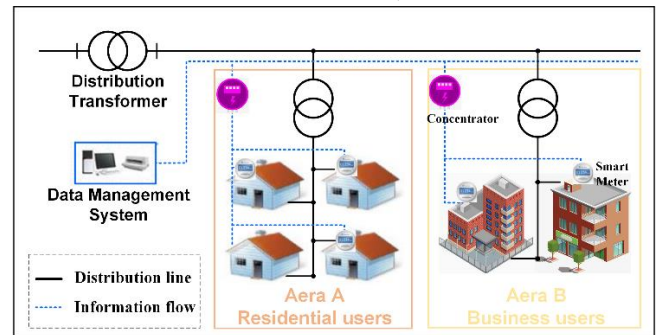 Distribution
Transformer
Concentrator
Smart
Meter
Data Management
System
Distribution line
Information flow
Aera A
Residential users
Aera B
Business users